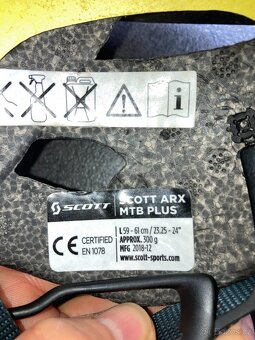 SCOTT
SCOTT ARX
MTB PLUS
CE CERTIFIED
EN 1078
L 59 - 61 cm / 23.25 - 24"
APPROX. 300 g
MFG 2018-12
www.scott-sports.com